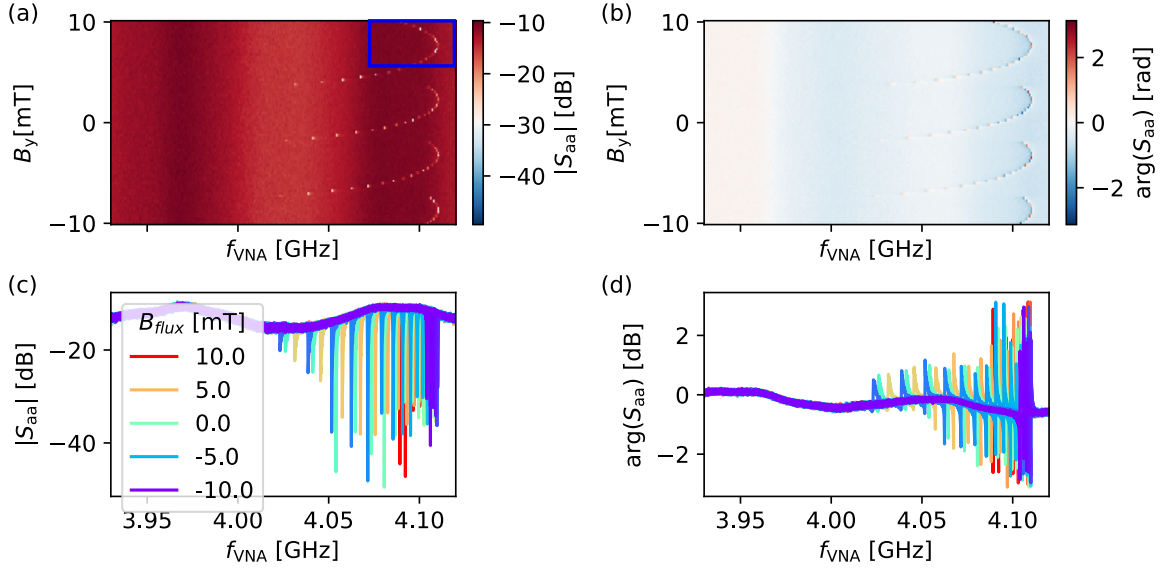 (a)
10
0
−10
B_y[mT]
f_VNA [GHz]
−10
−20
−30
−40
|S_aa| [dB]
(b)
10
0
−10
B_y[mT]
f_VNA [GHz]
2
0
−2
arg(S_aa) [rad]
(c)
−20
−40
|S_aa| [dB]
B_flux [mT]
10.0
5.0
0.0
-5.0
-10.0
3.95
4.00
4.05
4.10
f_VNA [GHz]
(d)
2
0
−2
arg(S_aa) [dB]
3.95
4.00
4.05
4.10
f_VNA [GHz]